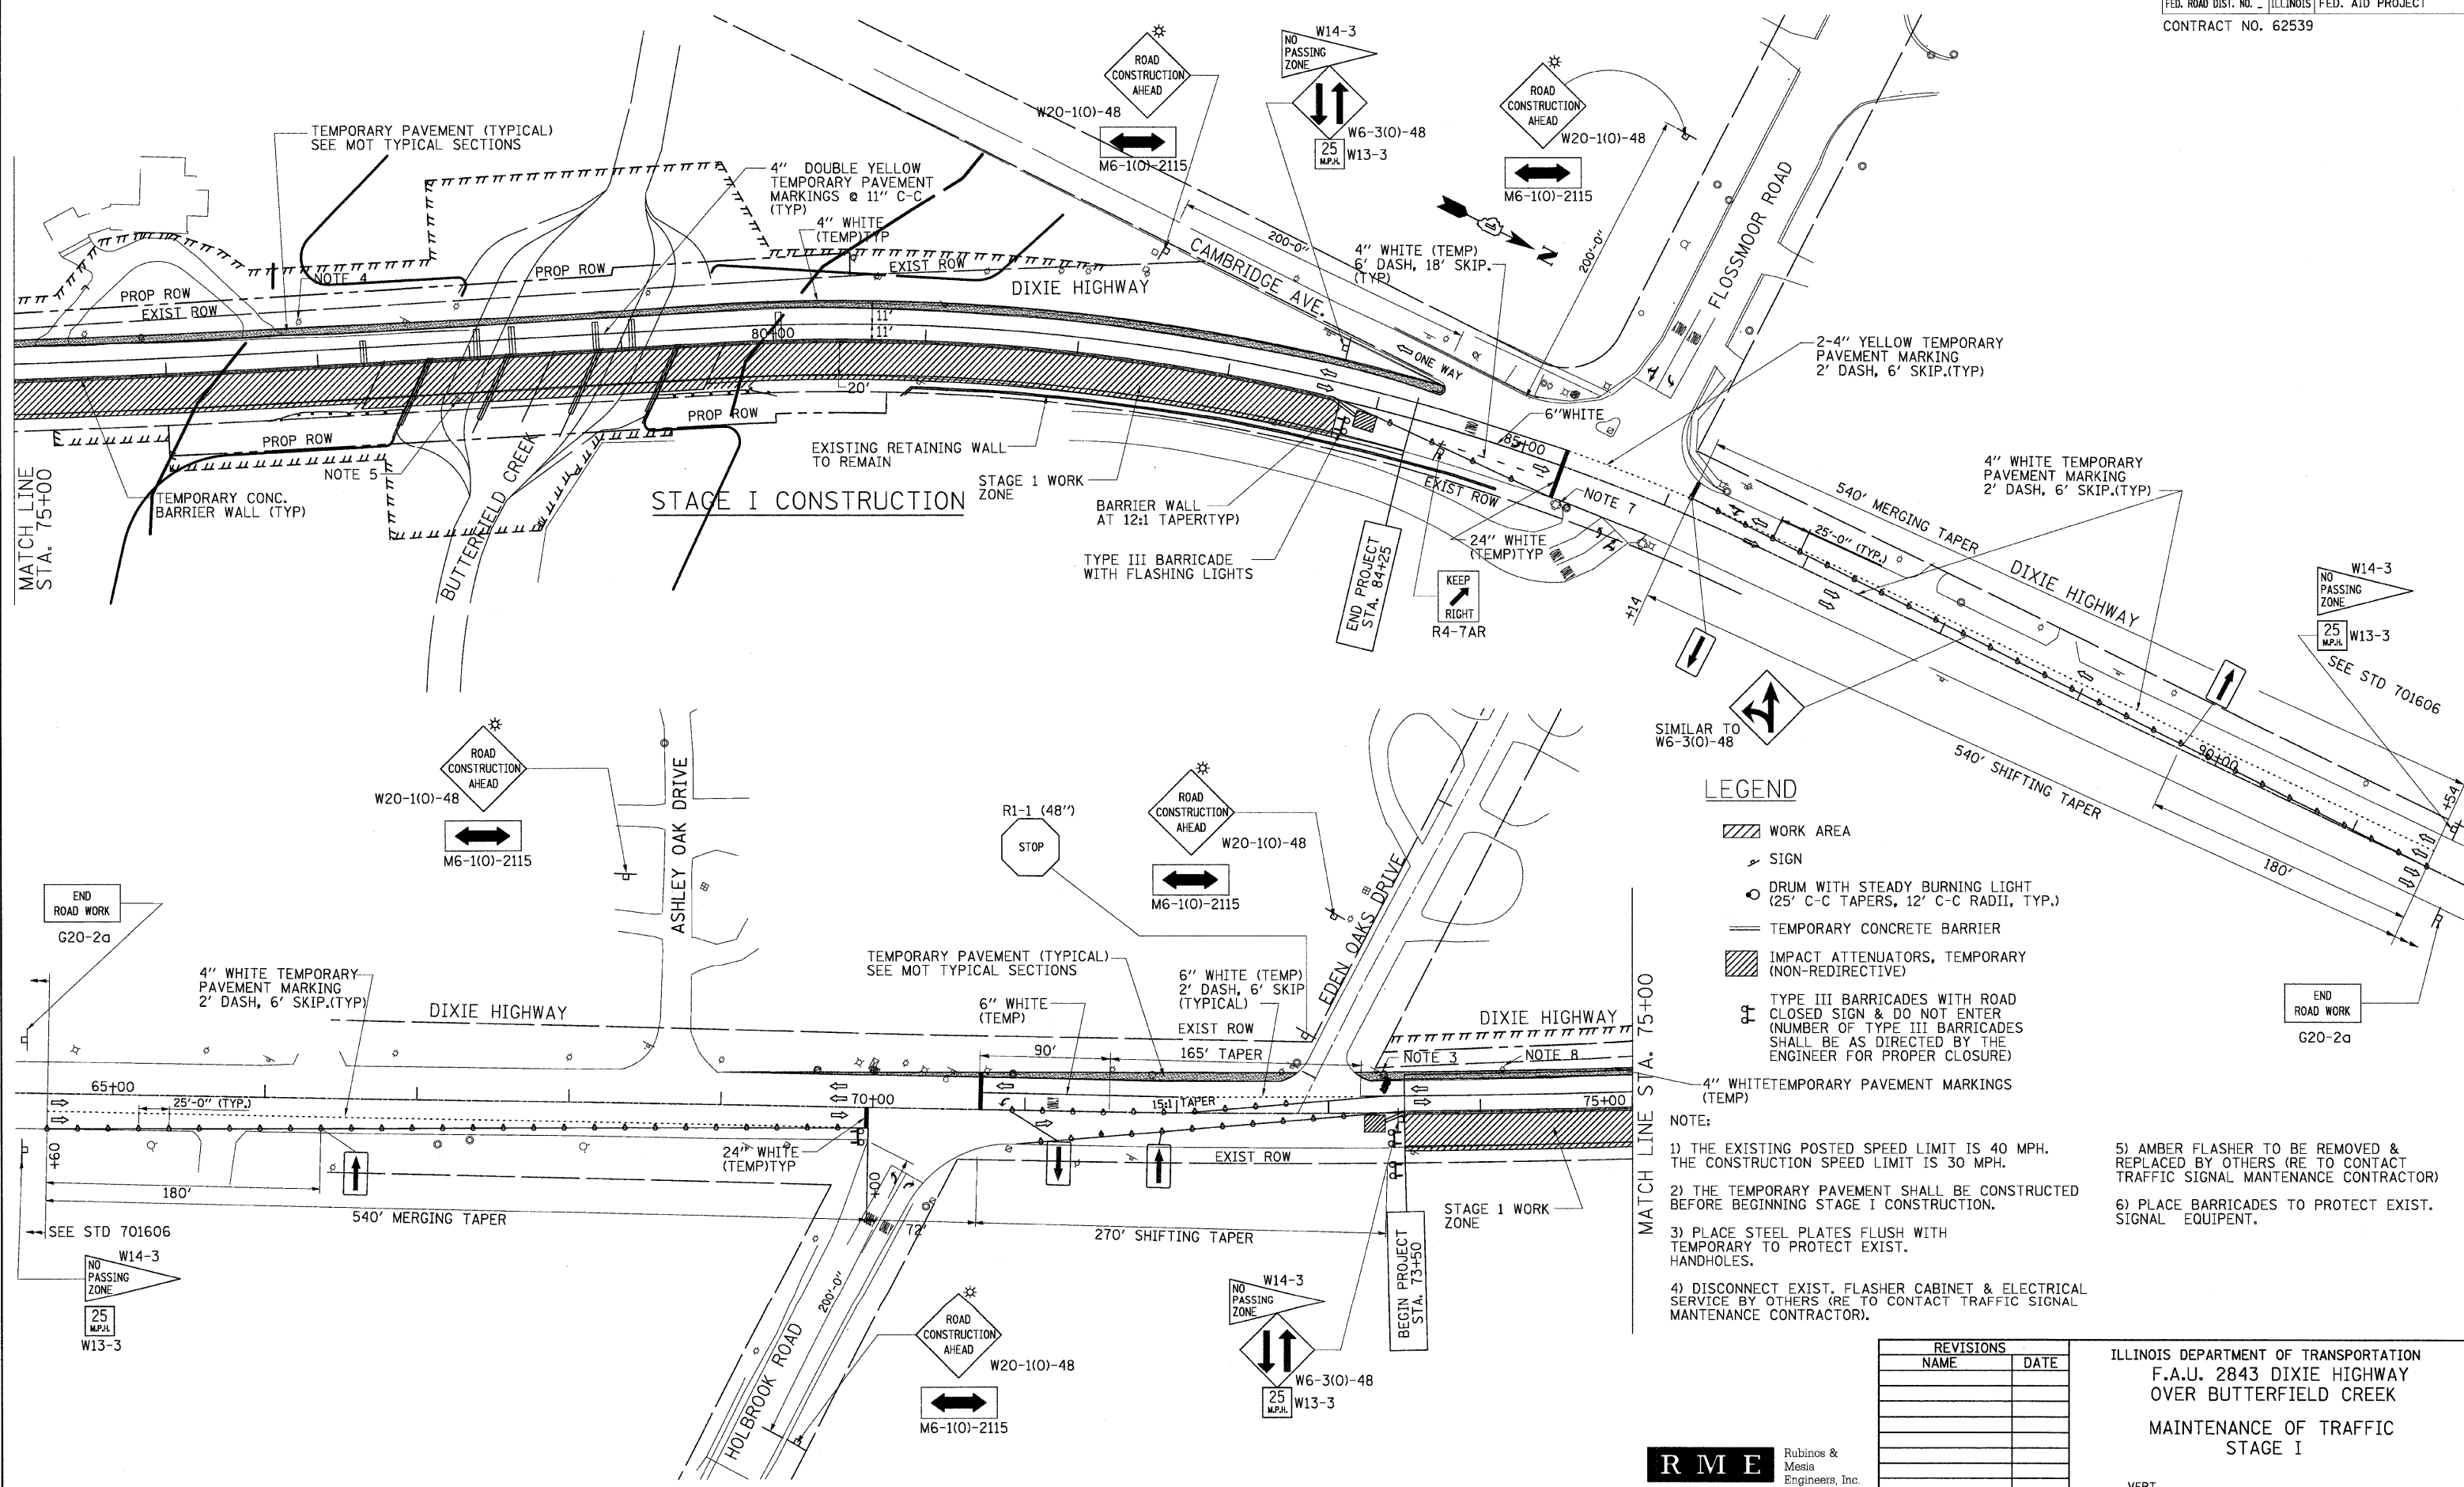 FED. ROAD DIST. NO. _ ILLINOIS FED. AID PROJECT
CONTRACT NO. 62539
TEMPORARY PAVEMENT (TYPICAL)
SEE MOT TYPICAL SECTIONS
4" DOUBLE YELLOW
TEMPORARY PAVEMENT
MARKINGS @ 11" C-C
(TYP)
4" WHITE
(TEMP)TYP
ROAD
CONSTRUCTION
AHEAD
W20-1(O)-48
M6-1(O)-2115
W14-3
NO
PASSING
ZONE
W6-3(O)-48
25
M.P.H.
W13-3
ROAD
CONSTRUCTION
AHEAD
W20-1(O)-48
M6-1(O)-2115
N
FLOSSMOOR ROAD
200'-0"
200'-0"
CAMBRIDGE AVE.
4" WHITE (TEMP)
6' DASH, 18' SKIP.
(TYP)
NOTE 4
PROP ROW
EXIST ROW
PROP ROW
EXIST ROW
DIXIE HIGHWAY
80+00
11'
11'
20'
ONE WAY
ONLY
ONLY
2-4" YELLOW TEMPORARY
PAVEMENT MARKING
2' DASH, 6' SKIP.(TYP)
6"WHITE
85+00
PROP ROW
PROP ROW
NOTE 5
BUTTERFIELD CREEK
MATCH LINE
STA. 75+00
TEMPORARY CONC.
BARRIER WALL (TYP)
STAGE I CONSTRUCTION
EXISTING RETAINING WALL
TO REMAIN
STAGE 1 WORK
ZONE
BARRIER WALL
AT 12:1 TAPER(TYP)
TYPE III BARRICADE
WITH FLASHING LIGHTS
EXIST ROW
NOTE 7
24" WHITE
(TEMP)TYP
ONLY
ONLY
END PROJECT
STA. 84+25
KEEP
RIGHT
R4-7AR
4" WHITE TEMPORARY
PAVEMENT MARKING
2' DASH, 6' SKIP.(TYP)
540' MERGING TAPER
25'-0" (TYP.)
DIXIE HIGHWAY
+14
W14-3
NO
PASSING
ZONE
25
M.P.H.
W13-3
SEE STD 701606
SIMILAR TO
W6-3(O)-48
540' SHIFTING TAPER
90+00
180'
+54
END
ROAD WORK
G20-2a
LEGEND
WORK AREA
SIGN
DRUM WITH STEADY BURNING LIGHT
(25' C-C TAPERS, 12' C-C RADII, TYP.)
TEMPORARY CONCRETE BARRIER
IMPACT ATTENUATORS, TEMPORARY
(NON-REDIRECTIVE)
TYPE III BARRICADES WITH ROAD
CLOSED SIGN & DO NOT ENTER
(NUMBER OF TYPE III BARRICADES
SHALL BE AS DIRECTED BY THE
ENGINEER FOR PROPER CLOSURE)
4" WHITETEMPORARY PAVEMENT MARKINGS
(TEMP)
END
ROAD WORK
G20-2a
ROAD
CONSTRUCTION
AHEAD
W20-1(O)-48
M6-1(O)-2115
ASHLEY OAK DRIVE
R1-1 (48")
STOP
ROAD
CONSTRUCTION
AHEAD
W20-1(O)-48
M6-1(O)-2115
EDEN OAKS DRIVE
4" WHITE TEMPORARY
PAVEMENT MARKING
2' DASH, 6' SKIP.(TYP)
DIXIE HIGHWAY
TEMPORARY PAVEMENT (TYPICAL)
SEE MOT TYPICAL SECTIONS
6" WHITE
(TEMP)
6" WHITE (TEMP)
2' DASH, 6' SKIP
(TYPICAL)
EXIST ROW
90'
165' TAPER
DIXIE HIGHWAY
NOTE 3
NOTE 8
65+00
25'-0" (TYP.)
70+00
15:1 TAPER
75+00
MATCH LINE STA. 75+00
+60
180'
540' MERGING TAPER
24" WHITE
(TEMP)TYP
+00
ONLY
72'
EXIST ROW
270' SHIFTING TAPER
STAGE 1 WORK
ZONE
BEGIN PROJECT
STA. 73+50
SEE STD 701606
W14-3
NO
PASSING
ZONE
25
M.P.H.
W13-3
200'-0"
HOLBROOK ROAD
ROAD
CONSTRUCTION
AHEAD
W20-1(O)-48
M6-1(O)-2115
W14-3
NO
PASSING
ZONE
W6-3(O)-48
25
M.P.H.
W13-3
NOTE:
1) THE EXISTING POSTED SPEED LIMIT IS 40 MPH.
THE CONSTRUCTION SPEED LIMIT IS 30 MPH.
2) THE TEMPORARY PAVEMENT SHALL BE CONSTRUCTED
BEFORE BEGINNING STAGE I CONSTRUCTION.
3) PLACE STEEL PLATES FLUSH WITH
TEMPORARY TO PROTECT EXIST.
HANDHOLES.
4) DISCONNECT EXIST. FLASHER CABINET & ELECTRICAL
SERVICE BY OTHERS (RE TO CONTACT TRAFFIC SIGNAL
MANTENANCE CONTRACTOR).
5) AMBER FLASHER TO BE REMOVED &
REPLACED BY OTHERS (RE TO CONTACT
TRAFFIC SIGNAL MANTENANCE CONTRACTOR)
6) PLACE BARRICADES TO PROTECT EXIST.
SIGNAL EQUIPENT.
R M E
Rubinos &
Mesia
Engineers, Inc.
REVISIONS
NAME DATE
ILLINOIS DEPARTMENT OF TRANSPORTATION
F.A.U. 2843 DIXIE HIGHWAY
OVER BUTTERFIELD CREEK
MAINTENANCE OF TRAFFIC
STAGE I
VERT.